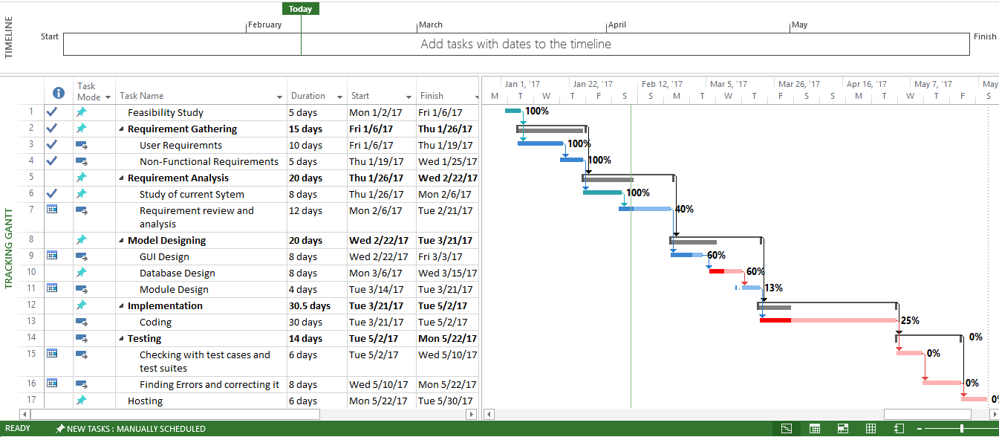 Today
February March April May
TIMELINE
Start Add tasks with dates to the timeline Finish
TRACKING GANTT
Task Mode Task Name Duration Start Finish
Jan 1, '17 Jan 22, '17 Feb 12, '17 Mar 5, '17 Mar 26, '17 Apr 16, '17 May 7, '17 May
M T W T F S S M T W T F S S M T W T F S
1 Feasibility Study 5 days Mon 1/2/17 Fri 1/6/17 100%
2 Requirement Gathering 15 days Fri 1/6/17 Thu 1/26/17
3 User Requiremnts 10 days Fri 1/6/17 Thu 1/19/17 100%
4 Non-Functional Requirements 5 days Thu 1/19/17 Wed 1/25/17 100%
5 Requirement Analysis 20 days Thu 1/26/17 Wed 2/22/17
6 Study of current Sytem 8 days Thu 1/26/17 Mon 2/6/17 100%
7 Requirement review and 12 days Mon 2/6/17 Tue 2/21/17 40%
analysis
8 Model Designing 20 days Wed 2/22/17 Tue 3/21/17
9 GUI Design 8 days Wed 2/22/17 Fri 3/3/17 60%
10 Database Design 8 days Mon 3/6/17 Wed 3/15/17 60%
11 Module Design 4 days Tue 3/14/17 Tue 3/21/17 13%
12 Implementation 30.5 days Tue 3/21/17 Tue 5/2/17
13 Coding 30 days Tue 3/21/17 Tue 5/2/17 25%
14 Testing 14 days Tue 5/2/17 Mon 5/22/17 0%
15 Checking with test cases and 6 days Tue 5/2/17 Wed 5/10/17 0%
test suites
16 Finding Errors and correcting it 8 days Wed 5/10/17 Mon 5/22/17 0%
17 Hosting 6 days Mon 5/22/17 Tue 5/30/17 0%
READY NEW TASKS : MANUALLY SCHEDULED